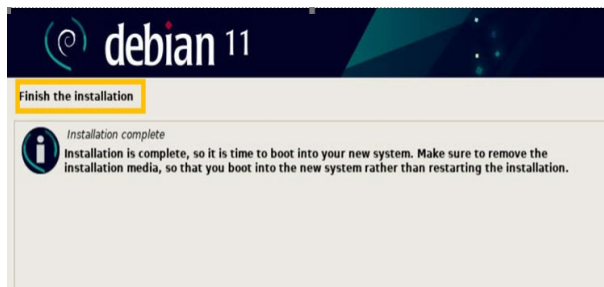 debian 11
Finish the installation
Installation complete
Installation is complete, so it is time to boot into your new system. Make sure to remove the
installation media, so that you boot into the new system rather than restarting the installation.